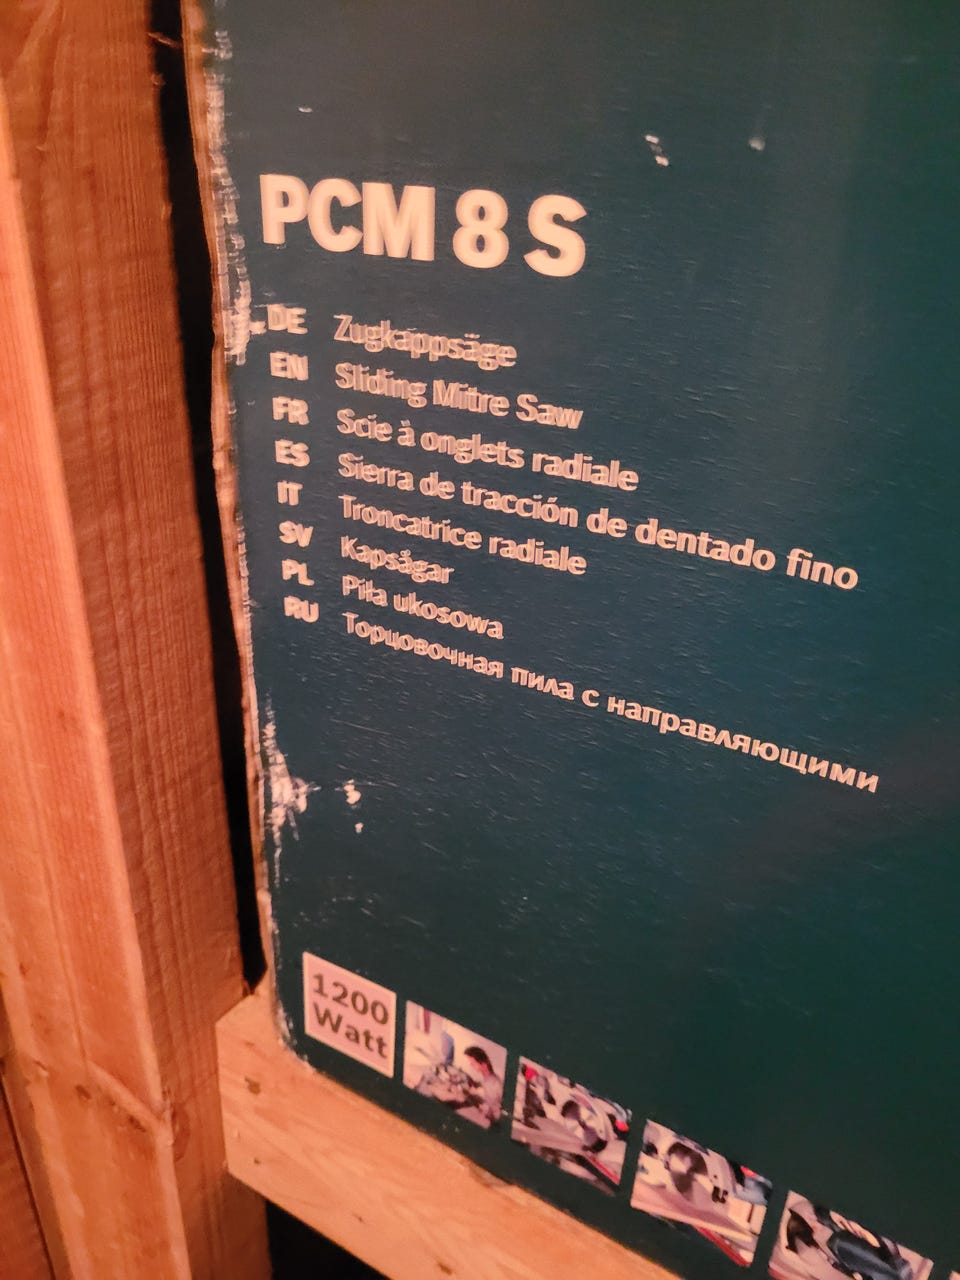 PCM 8 S
DE Zugkappsäge
EN Sliding Mitre Saw
FR Scie à onglets radiale
ES Sierra de tracción de dentado fino
IT Troncatrice radiale
SV Kapsågar
PL Piła ukosowa
RU Торцовочная пила с направляющими
1200
Watt